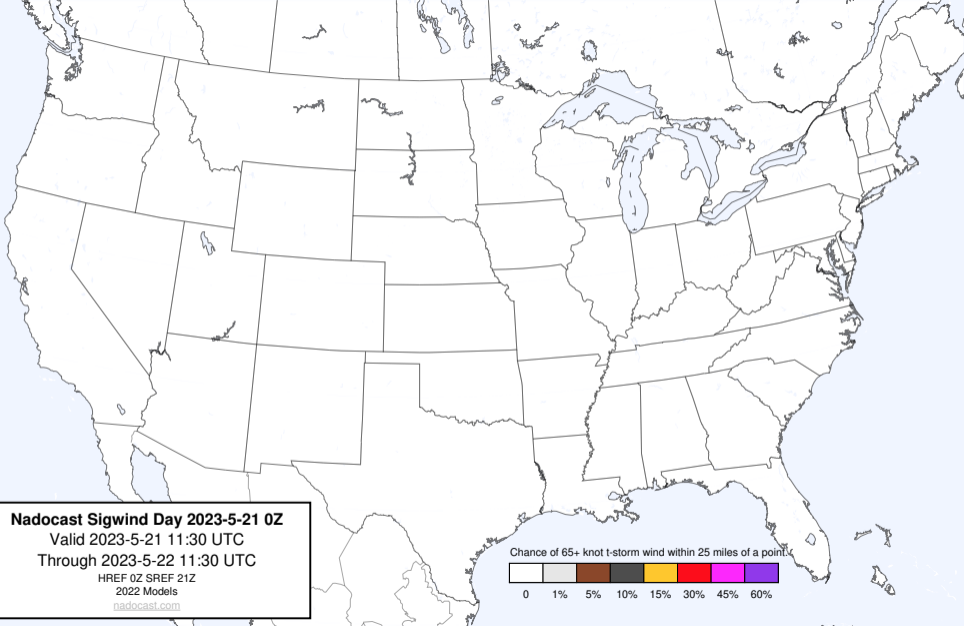 Nadocast Sigwind Day 2023-5-21 0Z
Valid 2023-5-21 11:30 UTC
Through 2023-5-22 11:30 UTC
HREF 0Z SREF 21Z
2022 Models
nadocast.com
Chance of 65+ knot t-storm wind within 25 miles of a point.
0 1% 5% 10% 15% 30% 45% 60%